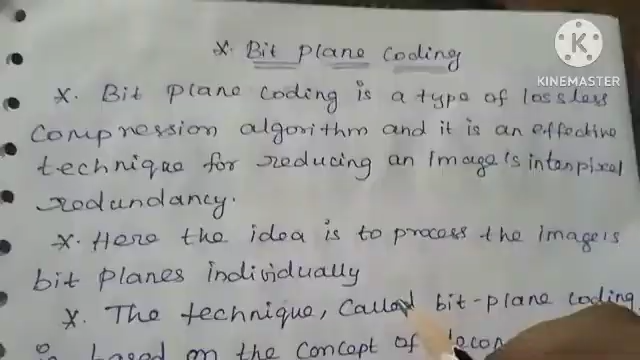 * Bit plane coding
KINEMASTER
* Bit plane coding is a type of lossless
compression algorithm and it is an effective
technique for reducing an image's interpixel
redundancy.
* Here the idea is to process the image's
bit planes individually
* The technique, called bit-plane coding,
is based on the concept of decom